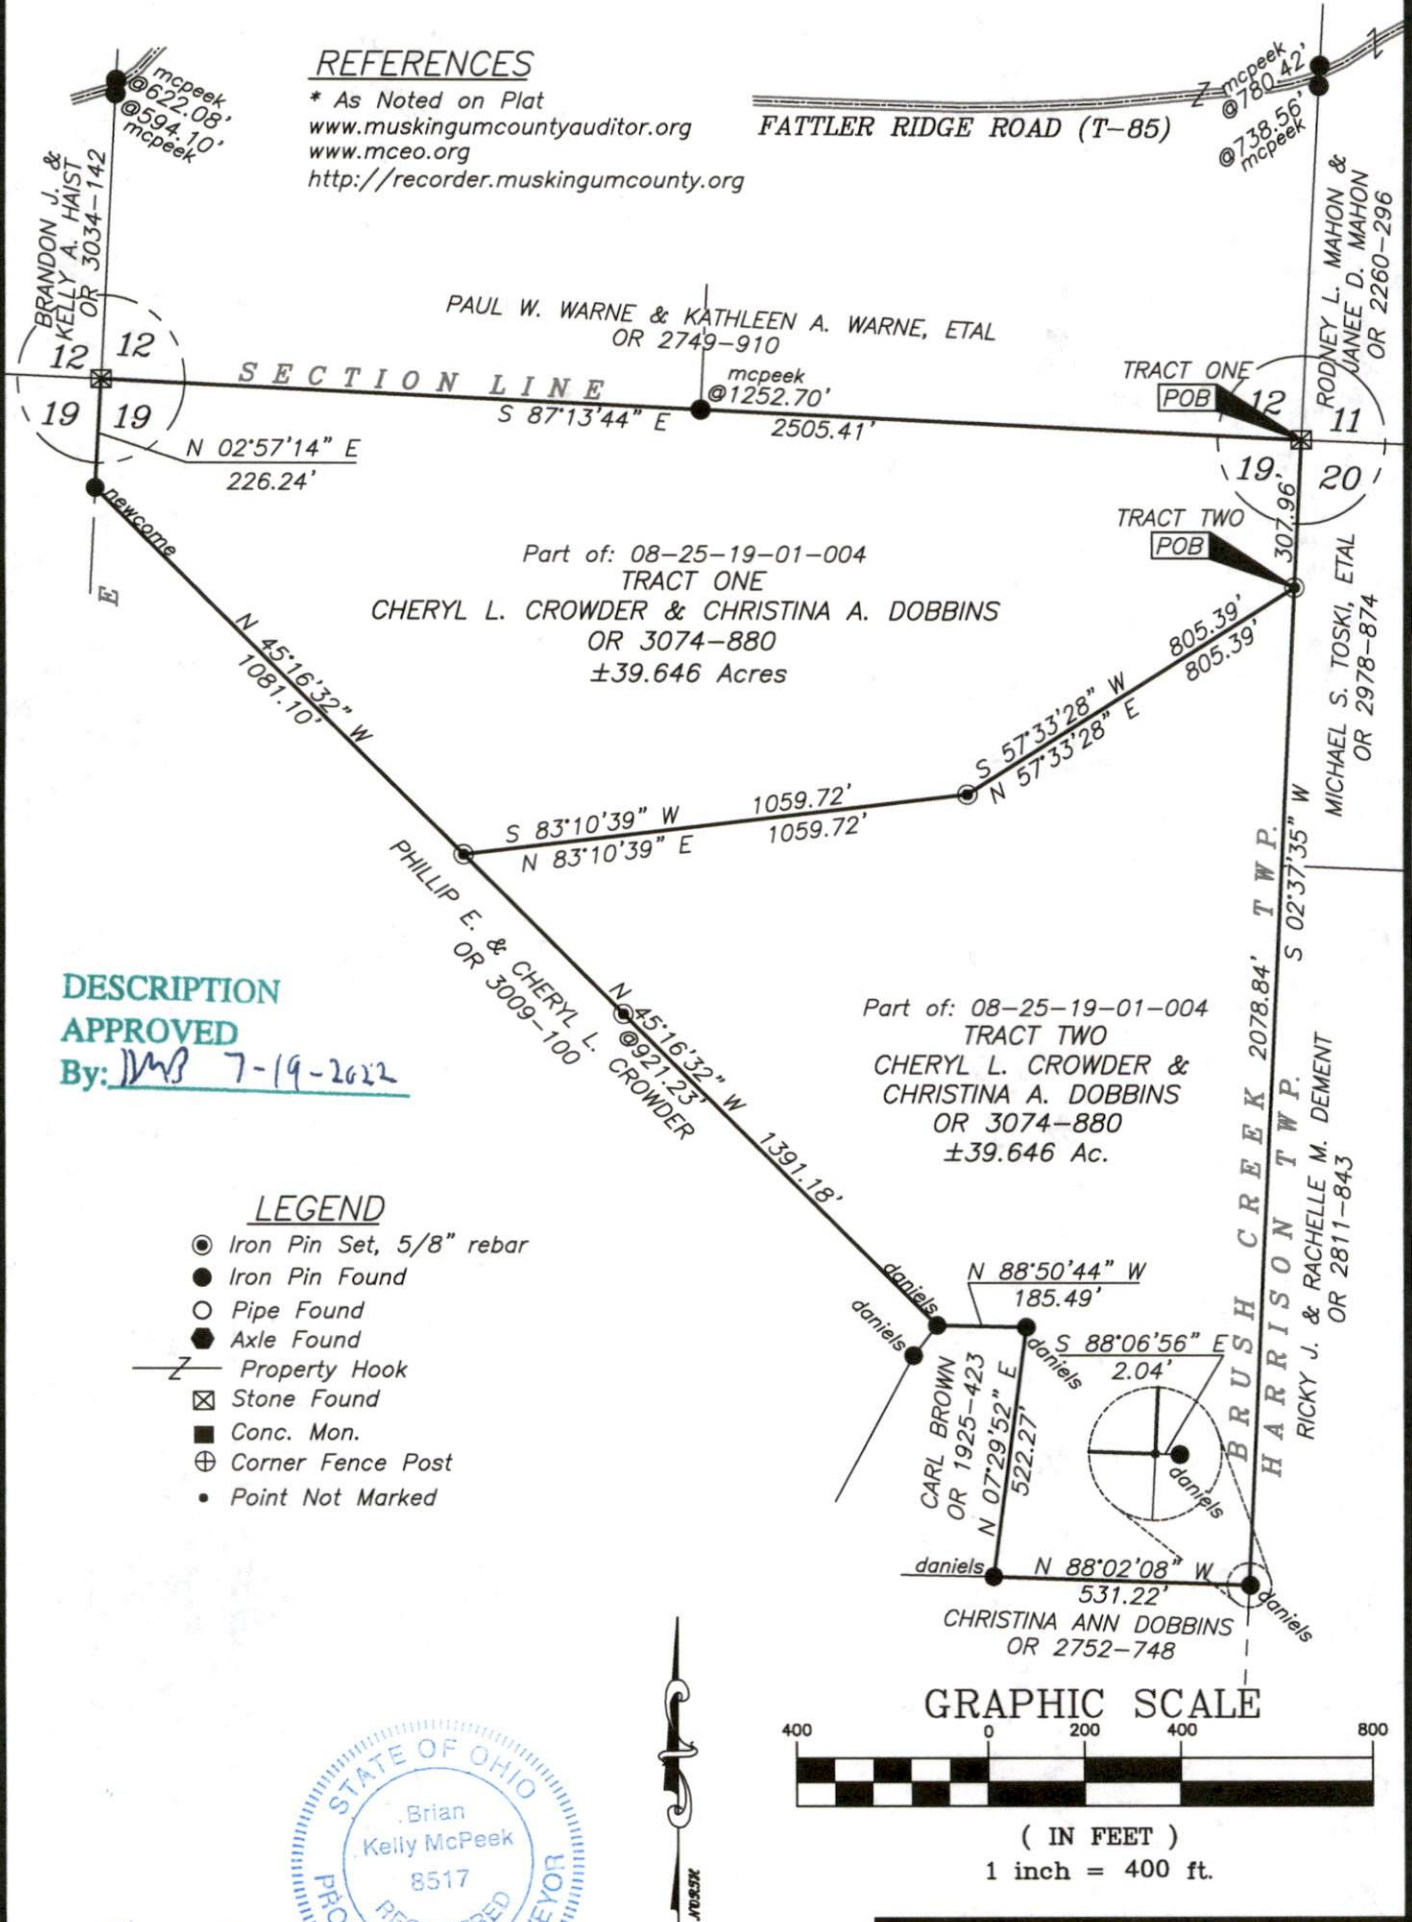 REFERENCES
* As Noted on Plat
www.muskingumcountyauditor.org
www.mceo.org
http://recorder.muskingumcounty.org
mcpeek
@622.08'
@594.10'
mcpeek
mcpeek
@780.42'
@738.56'
mcpeek
Z
Z
FATTLER RIDGE ROAD (T-85)
BRANDON J. &
KELLY A. HAIST
OR 3034-142
RODNEY L. MAHON &
JANEE D. MAHON
OR 2260-296
PAUL W. WARNE & KATHLEEN A. WARNE, ETAL
OR 2749-910
12 12
19 19
SECTION LINE
mcpeek
@1252.70'
S 87°13'44" E
2505.41'
TRACT ONE
POB
12 11
19 20
N 02°57'14" E
226.24'
newcome
E
307.96'
TRACT TWO
POB
Part of: 08-25-19-01-004
TRACT ONE
CHERYL L. CROWDER & CHRISTINA A. DOBBINS
OR 3074-880
±39.646 Acres
MICHAEL S. TOSKI, ETAL
OR 2978-874
N 45°16'32" W
1081.10'
805.39'
805.39'
S 57°33'28" W
N 57°33'28" E
S 83°10'39" W 1059.72'
N 83°10'39" E 1059.72'
S 02°37'35" W
2078.84'
BRUSH CREEK TWP.
HARRISON TWP.
PHILLIP E. & CHERYL L. CROWDER
OR 3009-100
N 45°16'32" W 1391.18'
@921.23'
DESCRIPTION
APPROVED
By: 7-19-2022
Part of: 08-25-19-01-004
TRACT TWO
CHERYL L. CROWDER &
CHRISTINA A. DOBBINS
OR 3074-880
±39.646 Ac.
RICKY J. & RACHELLE M. DEMENT
OR 2811-843
LEGEND
Iron Pin Set, 5/8" rebar
Iron Pin Found
Pipe Found
Axle Found
Z Property Hook
Stone Found
Conc. Mon.
Corner Fence Post
Point Not Marked
daniels
daniels
N 88°50'44" W
185.49'
daniels
S 88°06'56" E
2.04'
daniels
CARL BROWN
OR 1925-423
N 07°29'52" E
522.27'
daniels
N 88°02'08" W
531.22'
daniels
CHRISTINA ANN DOBBINS
OR 2752-748
GRAPHIC SCALE
400 0 200 400 800
( IN FEET )
1 inch = 400 ft.
STATE OF OHIO
Brian
Kelly McPeek
8517